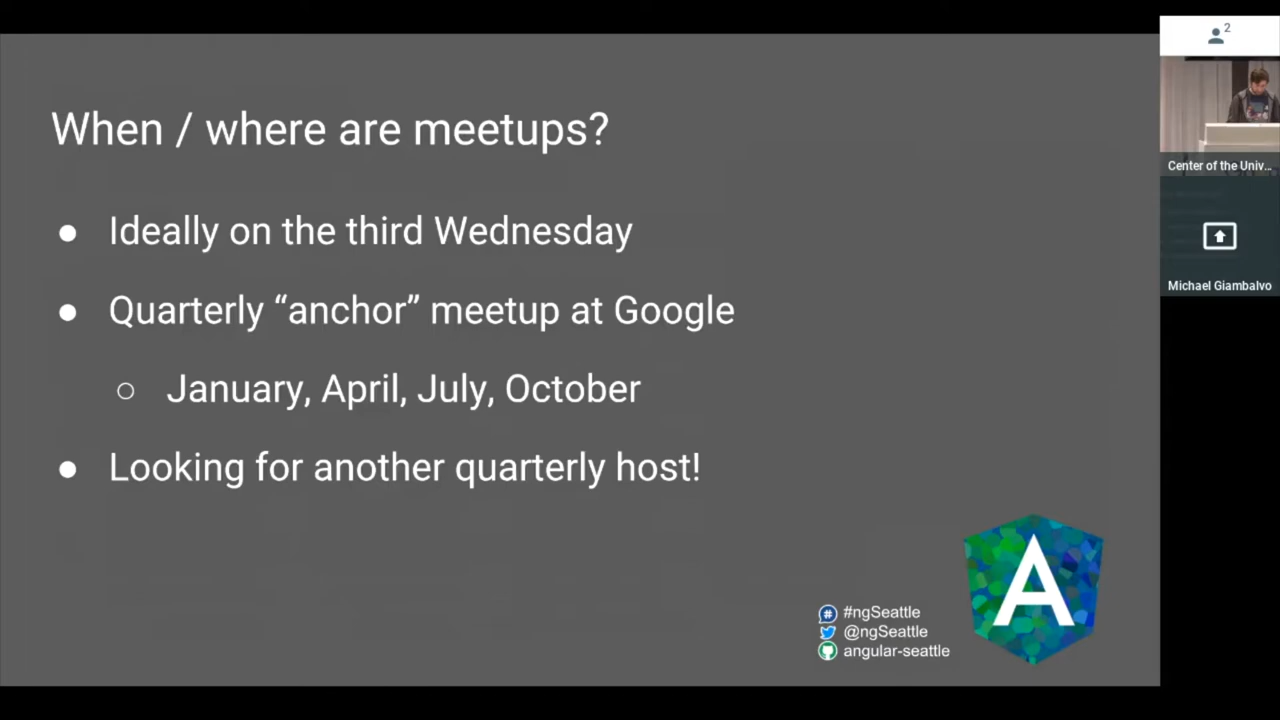 When / where are meetups?
● Ideally on the third Wednesday
● Quarterly “anchor” meetup at Google
○ January, April, July, October
● Looking for another quarterly host!
#ngSeattle
@ngSeattle
angular-seattle
A
2
Center of the Univ...
Michael Giambalvo